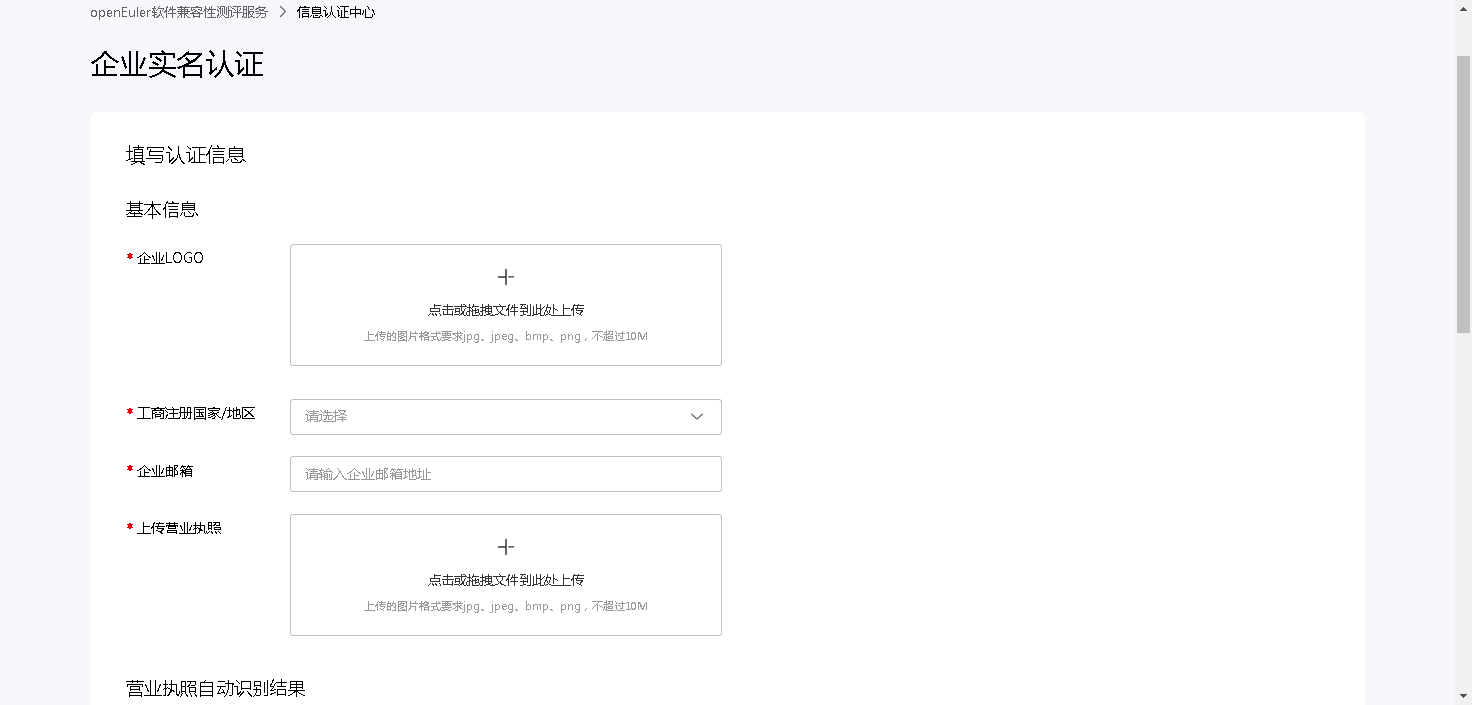 openEuler软件兼容性测评服务 > 信息认证中心
企业实名认证
填写认证信息
基本信息
* 企业LOGO
点击或拖拽文件到此处上传
上传的图片格式要求jpg、jpeg、bmp、png，不超过10M
* 工商注册国家/地区
请选择
* 企业邮箱
请输入企业邮箱地址
* 上传营业执照
点击或拖拽文件到此处上传
上传的图片格式要求jpg、jpeg、bmp、png，不超过10M
营业执照自动识别结果